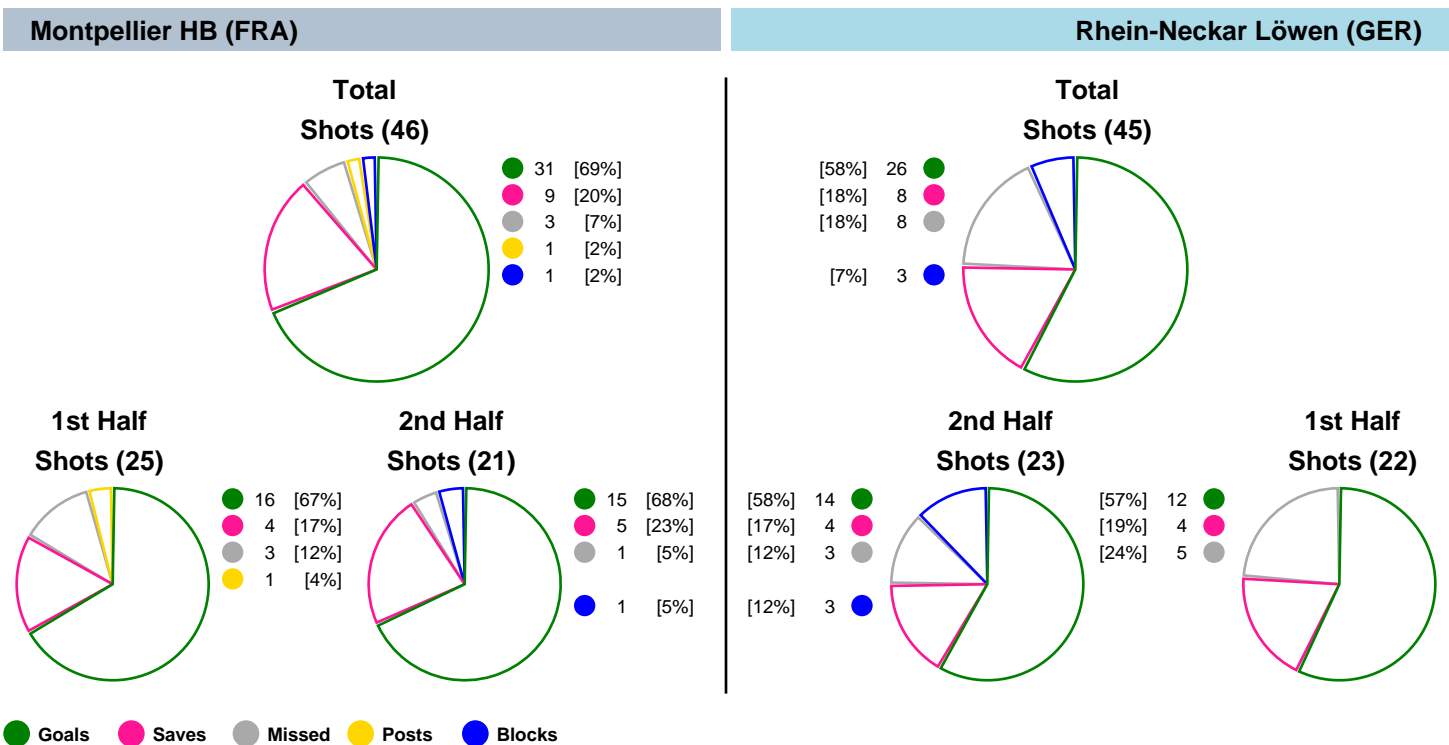 Montpellier HB (FRA)
Rhein-Neckar Löwen (GER)
Total
Shots (46)
31 [69%]
9 [20%]
3 [7%]
1 [2%]
1 [2%]
Total
Shots (45)
[58%] 26
[18%] 8
[18%] 8
[7%] 3
1st Half
Shots (25)
16 [67%]
4 [17%]
3 [12%]
1 [4%]
2nd Half
Shots (21)
15 [68%]
5 [23%]
1 [5%]
1 [5%]
2nd Half
Shots (23)
[58%] 14
[17%] 4
[12%] 3
[12%] 3
1st Half
Shots (22)
[57%] 12
[19%] 4
[24%] 5
Goals Saves Missed Posts Blocks